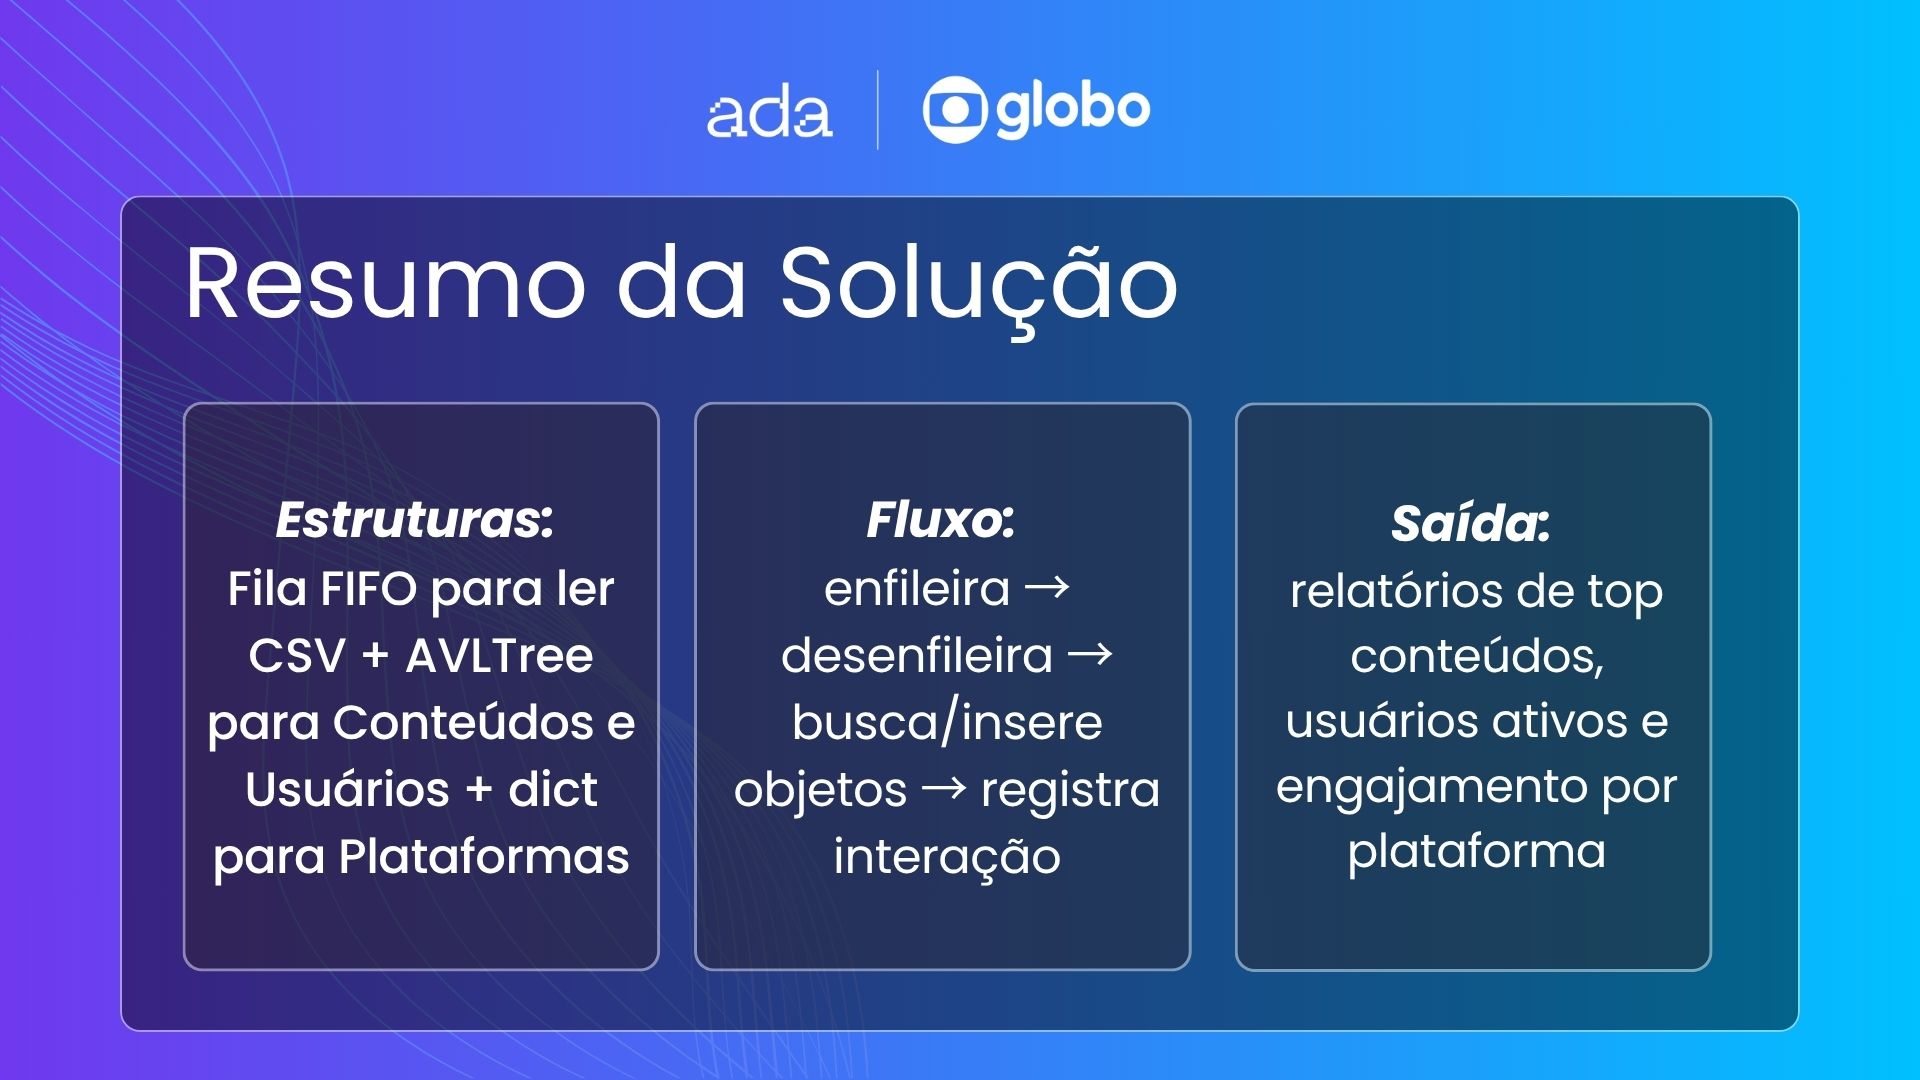 ada
globo
Resumo da Solução
Estruturas:
Fila FIFO para ler
CSV + AVLTree
para Conteúdos e
Usuários + dict
para Plataformas
Fluxo:
enfileira →
desenfileira →
busca/insere
objetos → registra
interação
Saída:
relatórios de top
conteúdos,
usuários ativos e
engajamento por
plataforma